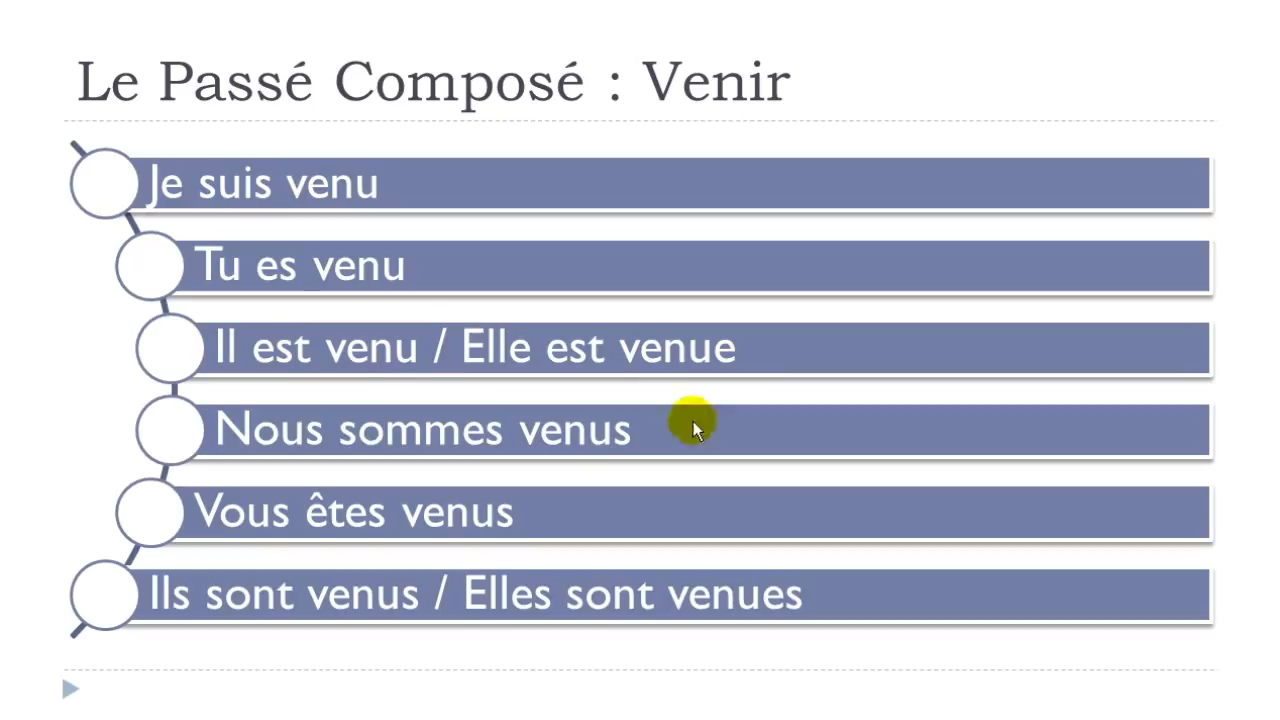 Le Passé Composé : Venir
Je suis venu
Tu es venu
Il est venu / Elle est venue
Nous sommes venus
Vous êtes venus
Ils sont venus / Elles sont venues